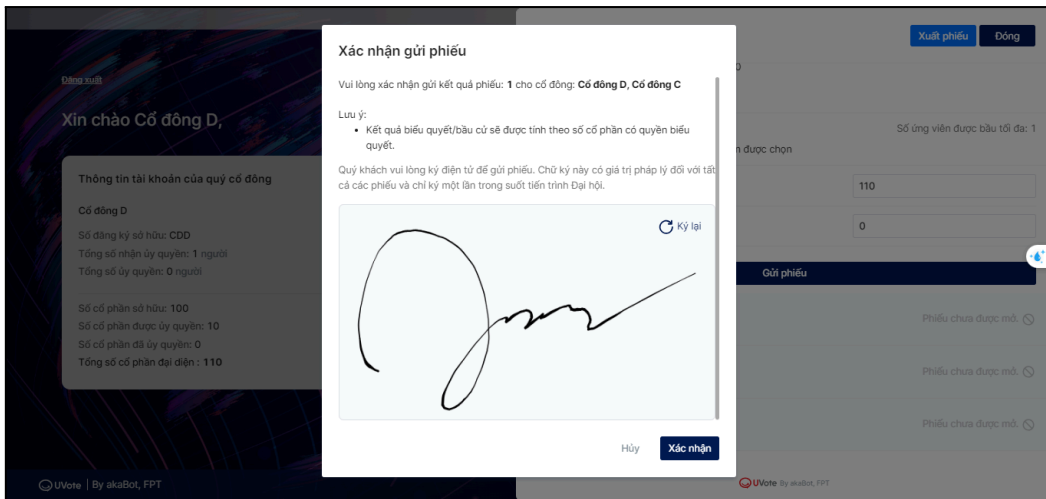 Đăng xuất
Xin chào Cổ đông D,
Thông tin tài khoản của quý cổ đông
Cổ đông D
Số đăng ký sở hữu: CDD
Tổng số nhận ủy quyền: 1 người
Tổng số ủy quyền: 0 người
Số cổ phần sở hữu: 100
Số cổ phần được ủy quyền: 10
Số cổ phần đã ủy quyền: 0
Tổng số cổ phần đại diện : 110
UVote | By akaBot, FPT
Xác nhận gửi phiếu
Vui lòng xác nhận gửi kết quả phiếu: 1 cho cổ đông: Cổ đông D, Cổ đông C
Lưu ý:
• Kết quả biểu quyết/bầu cử sẽ được tính theo số cổ phần có quyền biểu
quyết.
Quý khách vui lòng ký điện tử để gửi phiếu. Chữ ký này có giá trị pháp lý đối với tất
cả các phiếu và chỉ ký một lần trong suốt tiến trình Đại hội.
Ký lại
Hủy
Xác nhận
Xuất phiếu
Đóng
Số ứng viên được bầu tối đa: 1
được chọn
110
0
Gửi phiếu
Phiếu chưa được mở.
Phiếu chưa được mở.
Phiếu chưa được mở.
UVote By akaBot, FPT